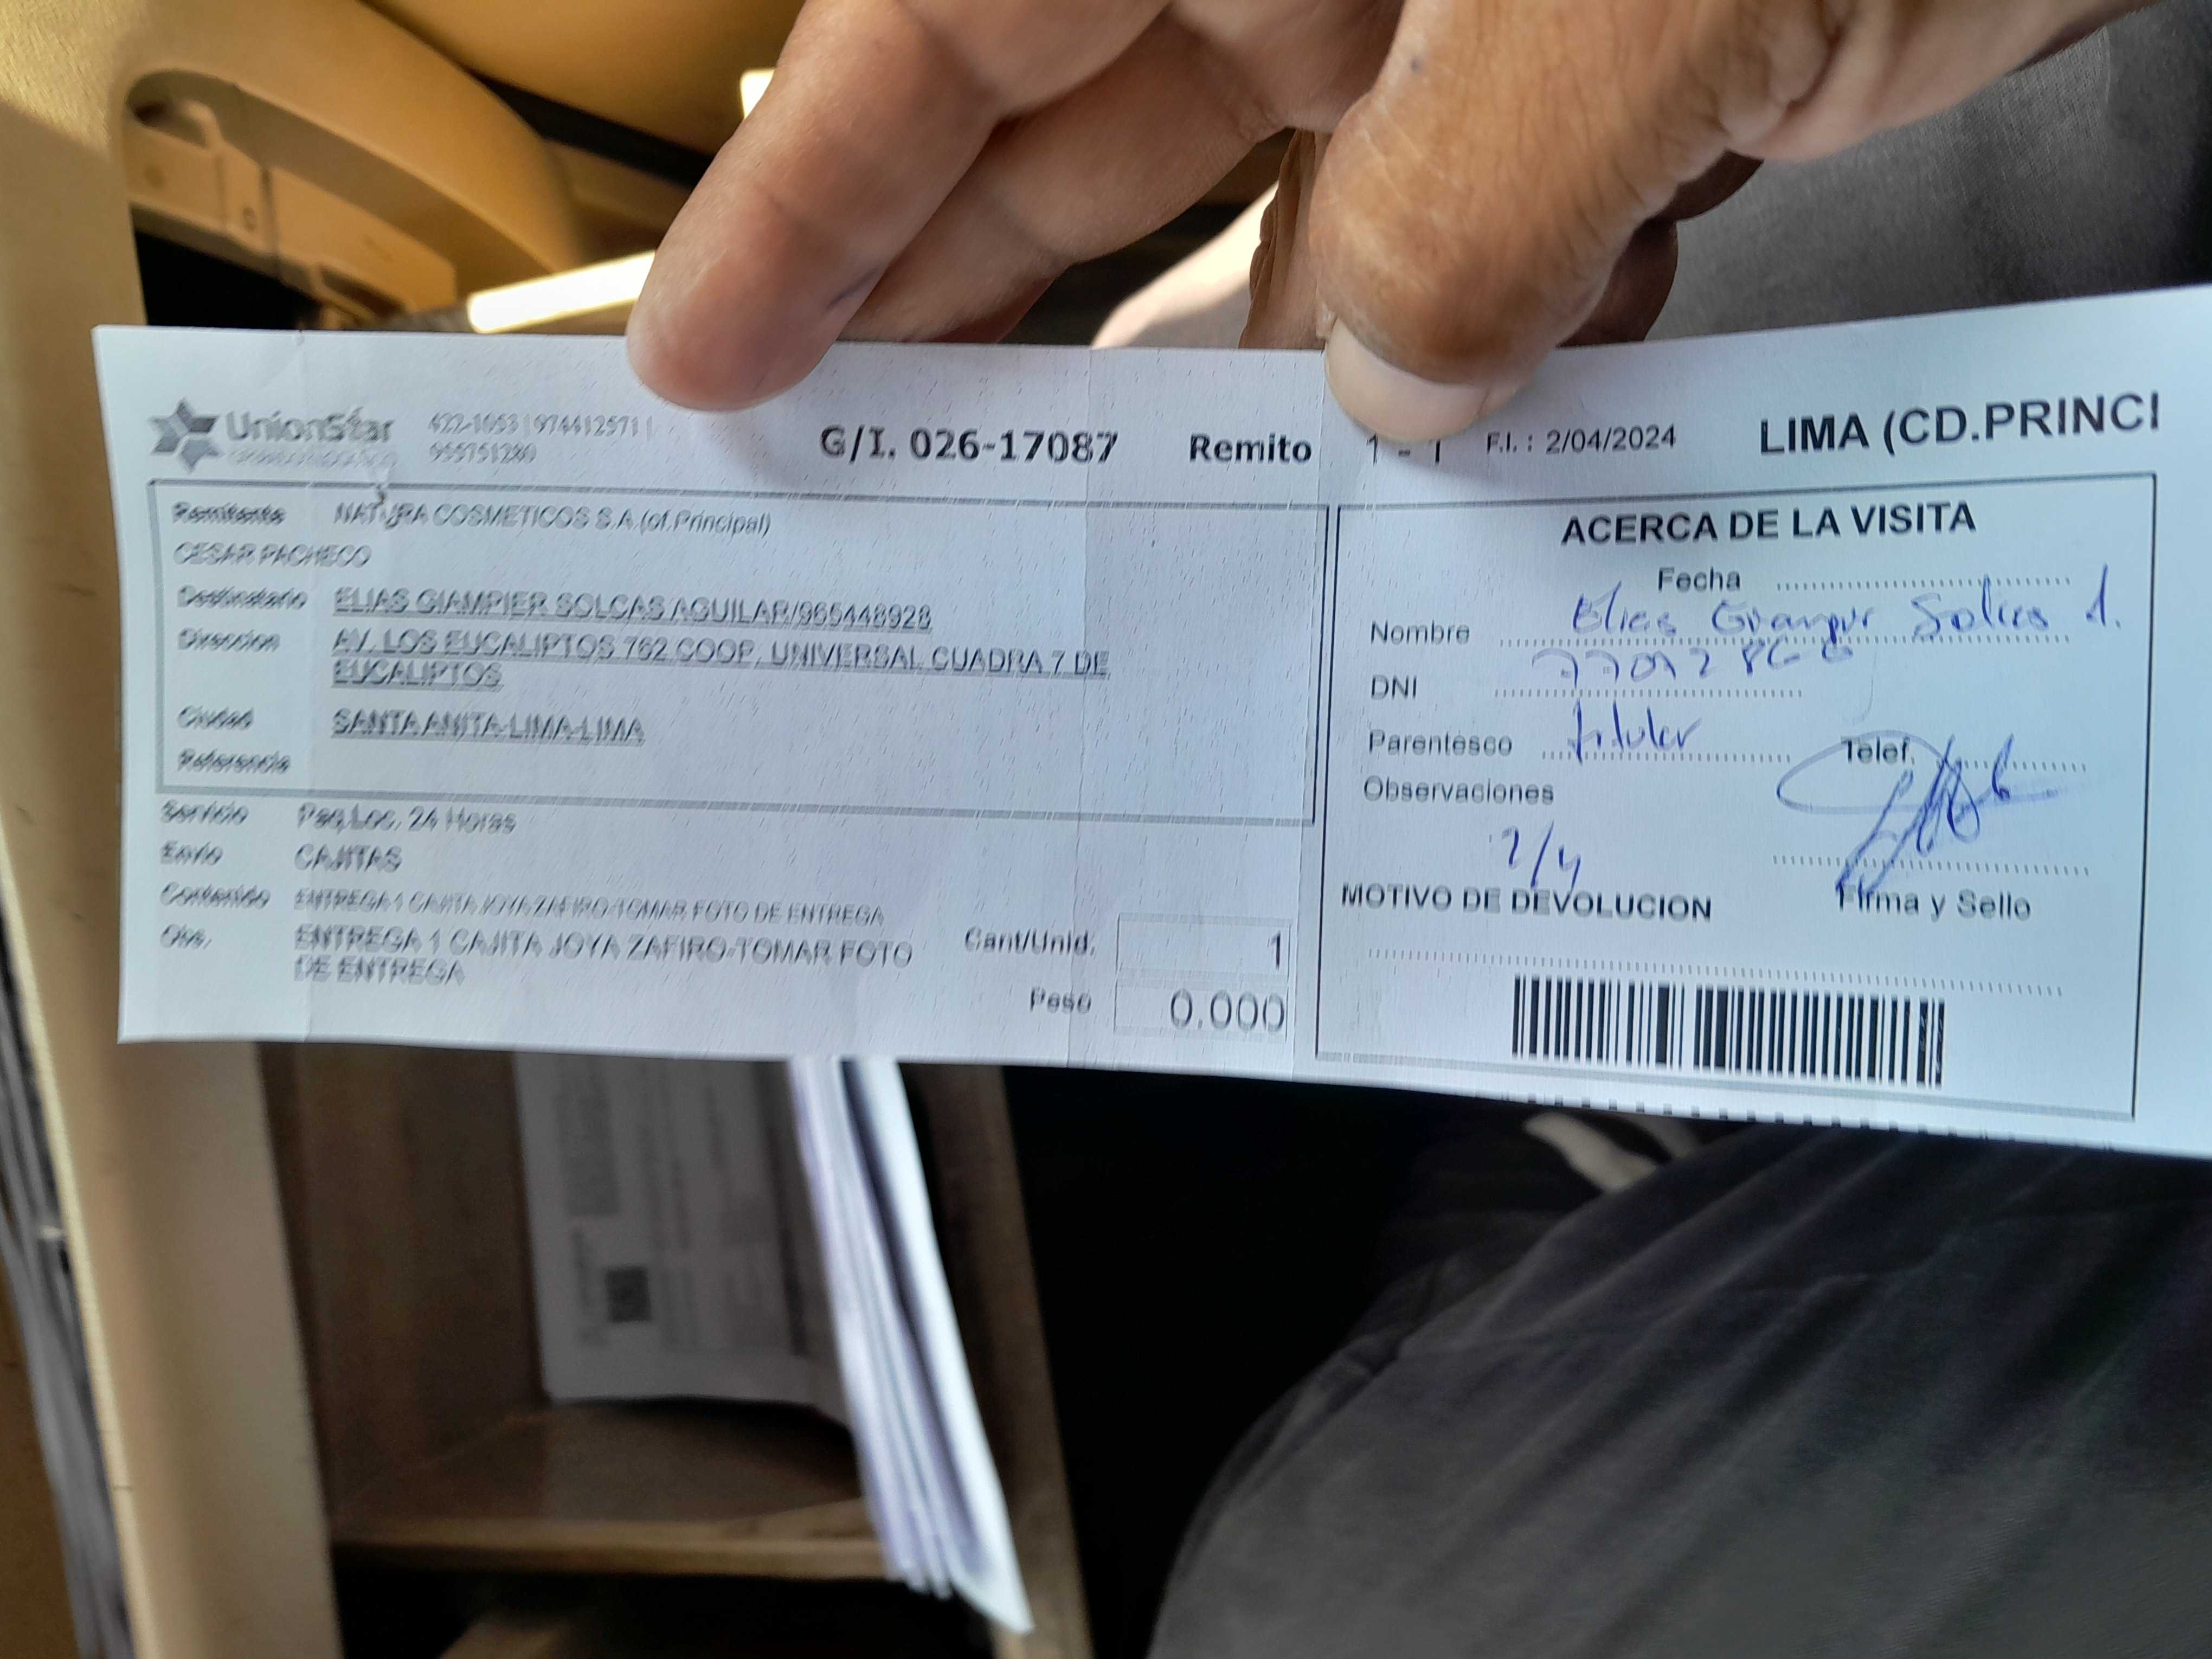 UnionStar 422-1053 974412571
955751280
G/I. 026-17087 Remito 1 - 1 F.I. : 2/04/2024 LIMA (CD.PRINCI
Remitente NATURA COSMETICOS S.A.(of.Principal)
CESAR PACHECO
Destinatario ELIAS GIAMPIER SOLCAS AGUILAR/965448928
Direccion AV. LOS EUCALIPTOS 762 COOP. UNIVERSAL CUADRA 7 DE
EUCALIPTOS
Ciudad SANTA ANITA-LIMA-LIMA
Referencia
Servicio Paq.Loc. 24 Horas
Envio CAJITAS
Contenido ENTREGA 1 CAJITA JOYA ZAFIRO-TOMAR FOTO DE ENTREGA
Obs. ENTREGA 1 CAJITA JOYA ZAFIRO-TOMAR FOTO
DE ENTREGA
Cant/Unid. 1
Peso 0.000
ACERCA DE LA VISITA
Fecha
Nombre Elias Solcas A.
DNI
Parentesco titular Telef.
Observaciones
2/4
MOTIVO DE DEVOLUCION Firma y Sello